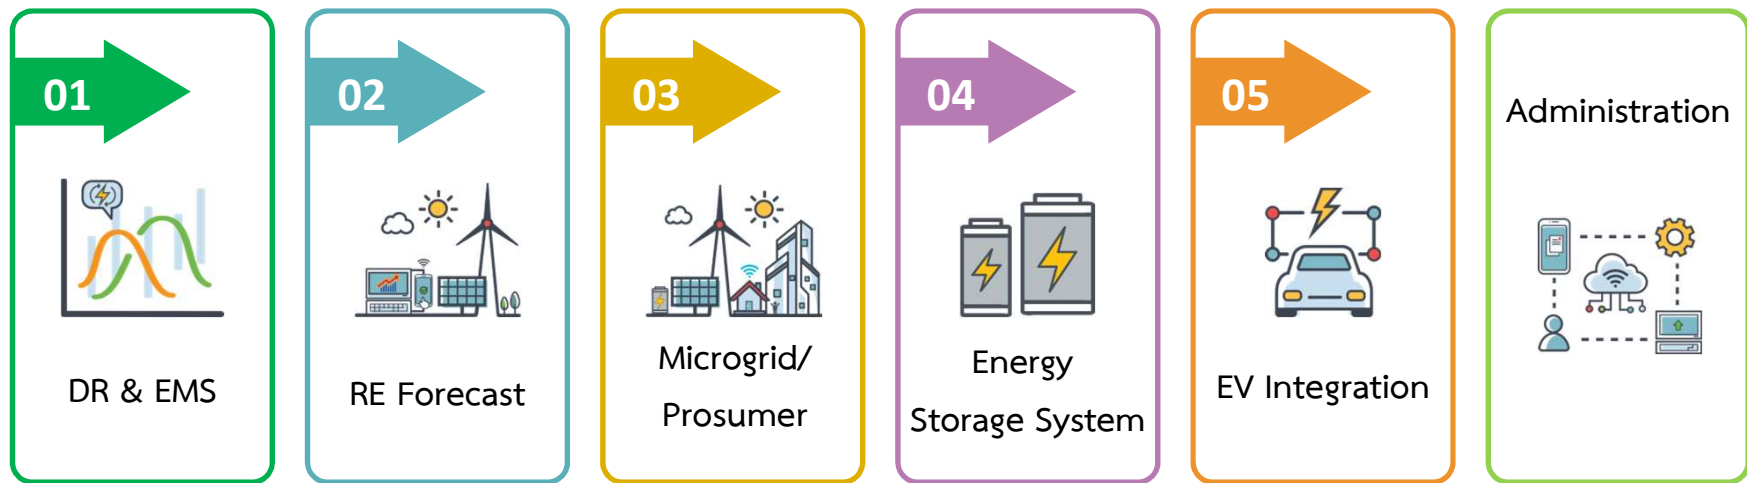 01
DR & EMS
02
RE Forecast
03
Microgrid/
Prosumer
04
Energy
Storage System
05
EV Integration
Administration